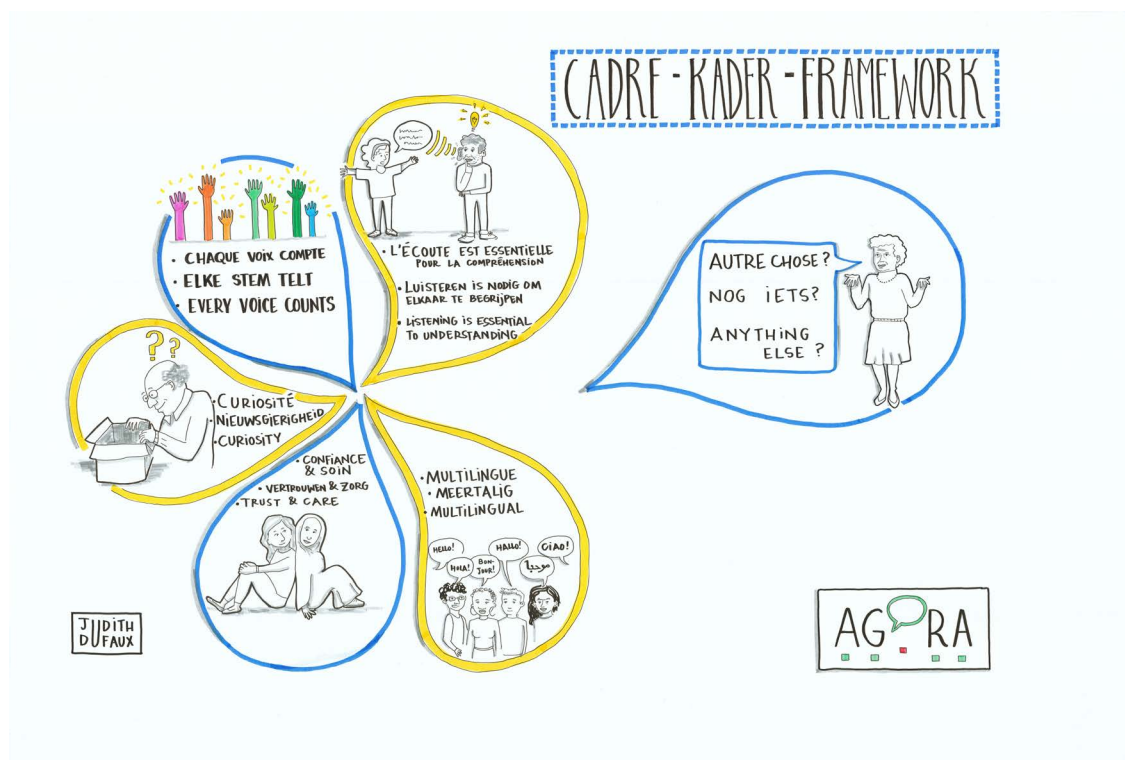 CADRE - KADER - FRAMEWORK
• CHAQUE VOIX COMPTE
• ELKE STEM TELT
• EVERY VOICE COUNTS
• L'ÉCOUTE EST ESSENTIELLE
POUR LA COMPRÉHENSION
• LUISTEREN IS NODIG OM
ELKAAR TE BEGRIJPEN
• LISTENING IS ESSENTIAL
TO UNDERSTANDING
AUTRE CHOSE?
NOG IETS?
ANYTHING
ELSE?
? ?
• CURIOSITÉ
• NIEUWSGIERIGHEID
• CURIOSITY
• CONFIANCE
& SOIN
• VERTROUWEN & ZORG
• TRUST & CARE
• MULTILINGUE
• MEERTALIG
• MULTILINGUAL
HELLO!
HOLA!
BON-
JOUR!
HALLO!
CIAO!
JUDITH
DUFAUX
AGORA